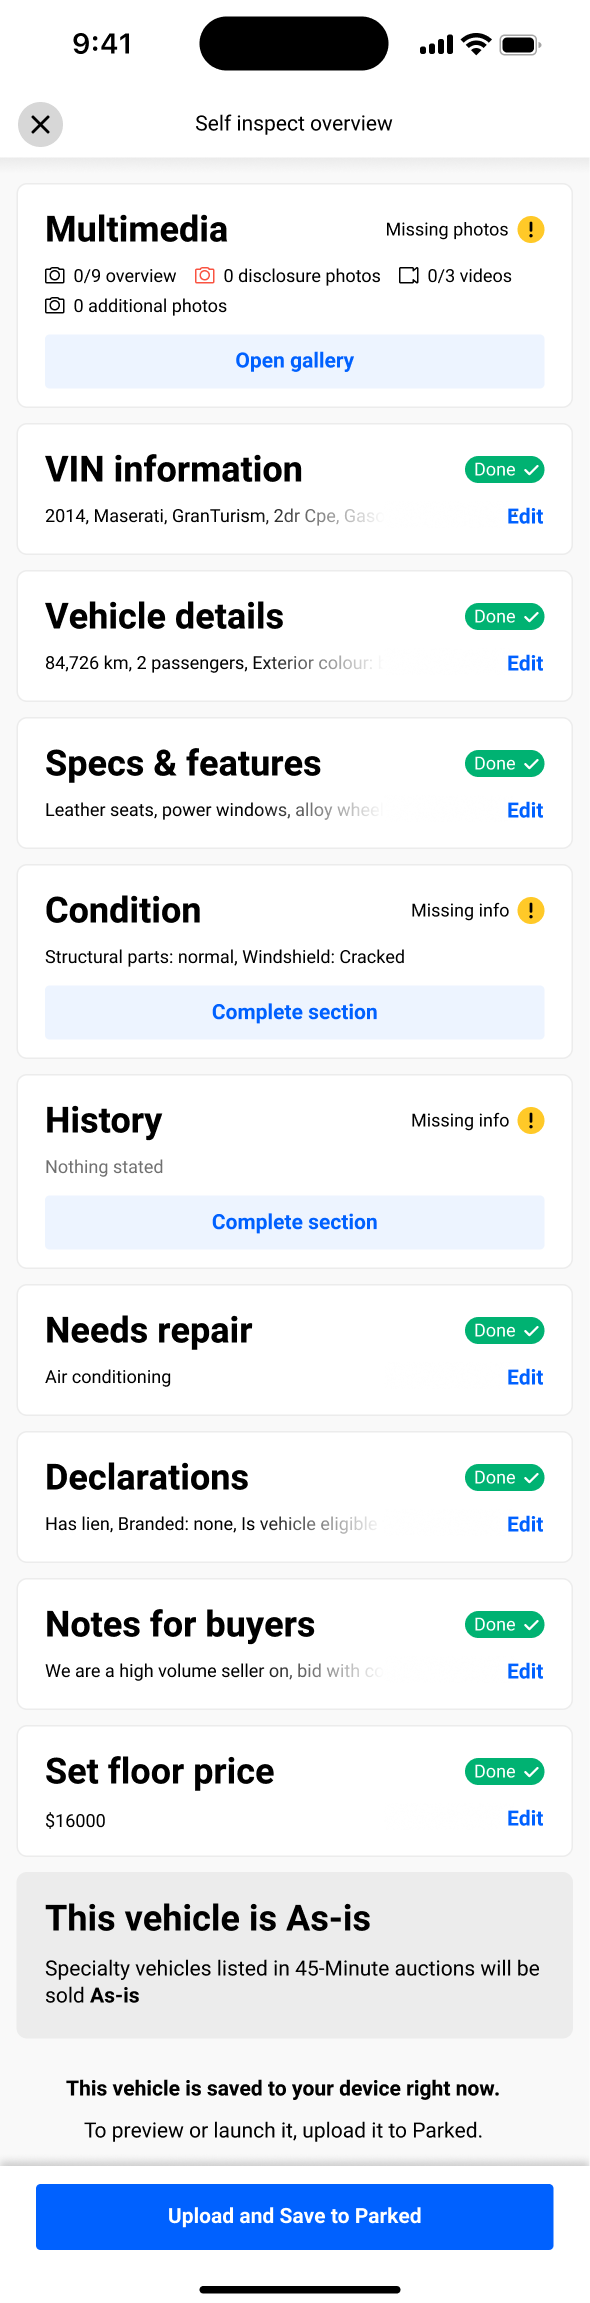 9:41
Self inspect overview
Multimedia
Missing photos
0/9 overview 0 disclosure photos 0/3 videos
0 additional photos
Open gallery
VIN information
Done
2014, Maserati, GranTurism, 2dr Cpe, Gaso
Edit
Vehicle details
Done
84,726 km, 2 passengers, Exterior colour:
Edit
Specs & features
Done
Leather seats, power windows, alloy whee
Edit
Condition
Missing info
Structural parts: normal, Windshield: Cracked
Complete section
History
Missing info
Nothing stated
Complete section
Needs repair
Done
Air conditioning
Edit
Declarations
Done
Has lien, Branded: none, Is vehicle eligible
Edit
Notes for buyers
Done
We are a high volume seller on, bid with co
Edit
Set floor price
Done
$16000
Edit
This vehicle is As-is
Specialty vehicles listed in 45-Minute auctions will be
sold As-is
This vehicle is saved to your device right now.
To preview or launch it, upload it to Parked.
Upload and Save to Parked